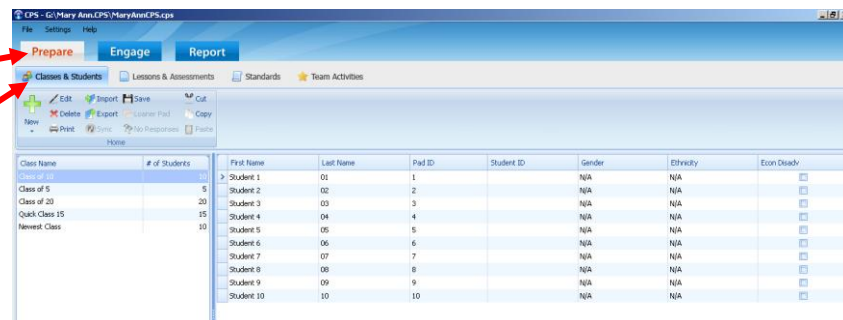 CPS - G:\Mary Ann.CPS\MaryAnnCPS.cps
File Settings Help
Prepare Engage Report
Classes & Students Lessons & Assessments Standards Team Activities
New Edit Import Save Cut
Delete Export Loaner Pad Copy
Print Sync No Responses Paste
Home
Class Name # of Students First Name Last Name Pad ID Student ID Gender Ethnicity Econ Disadv
Class of 10 10 > Student 1 01 1 N/A N/A
Class of 5 5 Student 2 02 2 N/A N/A
Class of 20 20 Student 3 03 3 N/A N/A
Quick Class 15 15 Student 4 04 4 N/A N/A
Newest Class 10 Student 5 05 5 N/A N/A
Student 6 06 6 N/A N/A
Student 7 07 7 N/A N/A
Student 8 08 8 N/A N/A
Student 9 09 9 N/A N/A
Student 10 10 10 N/A N/A